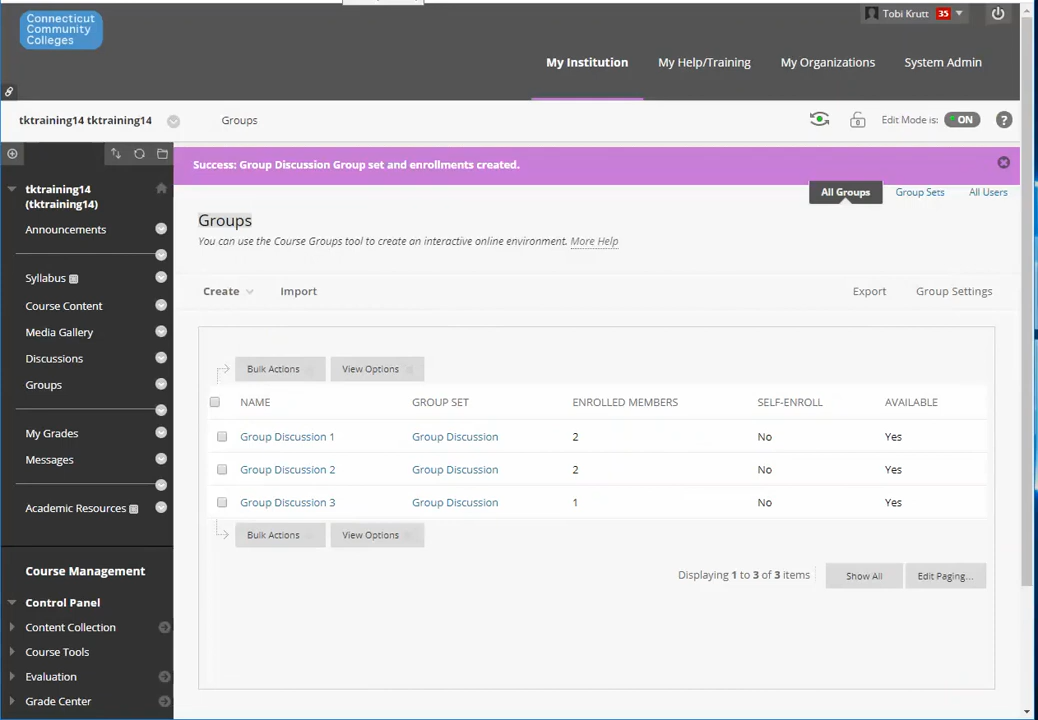 Connecticut
Community
Colleges
Tobi Krutt 35
My Institution My Help/Training My Organizations System Admin
tktraining14 tktraining14 Groups Edit Mode is: ON ?
Success: Group Discussion Group set and enrollments created.
All Groups Group Sets All Users
tktraining14
(tktraining14)
Announcements
Syllabus
Course Content
Media Gallery
Discussions
Groups
My Grades
Messages
Academic Resources
Course Management
Control Panel
Content Collection
Course Tools
Evaluation
Grade Center
Groups
You can use the Course Groups tool to create an interactive online environment. More Help
Create Import Export Group Settings
Bulk Actions View Options
NAME GROUP SET ENROLLED MEMBERS SELF-ENROLL AVAILABLE
Group Discussion 1 Group Discussion 2 No Yes
Group Discussion 2 Group Discussion 2 No Yes
Group Discussion 3 Group Discussion 1 No Yes
Bulk Actions View Options
Displaying 1 to 3 of 3 items Show All Edit Paging...